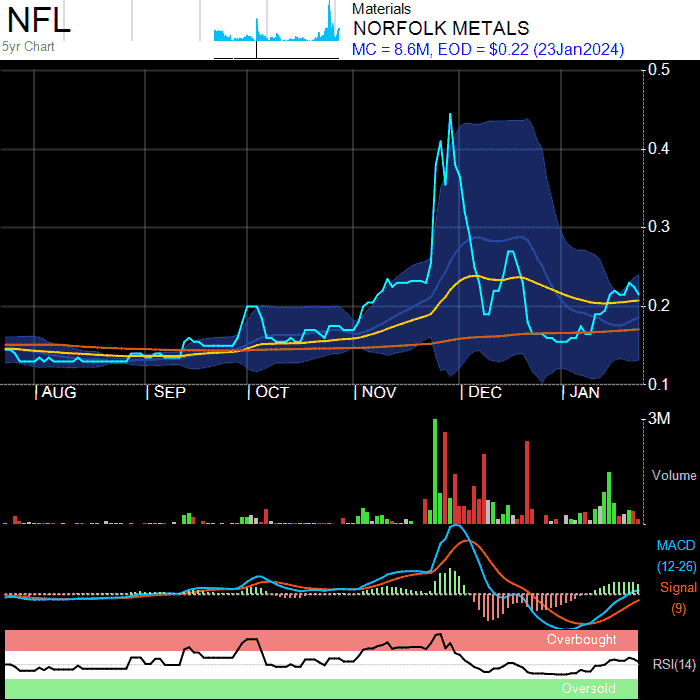 NFL
5yr Chart
Materials
NORFOLK METALS
MC = 8.6M, EOD = $0.22 (23Jan2024)
0.5
0.4
0.3
0.2
0.1
AUG SEP OCT NOV DEC JAN
3M
Volume
MACD
(12-26)
Signal
(9)
Overbought
RSI(14)
Oversold